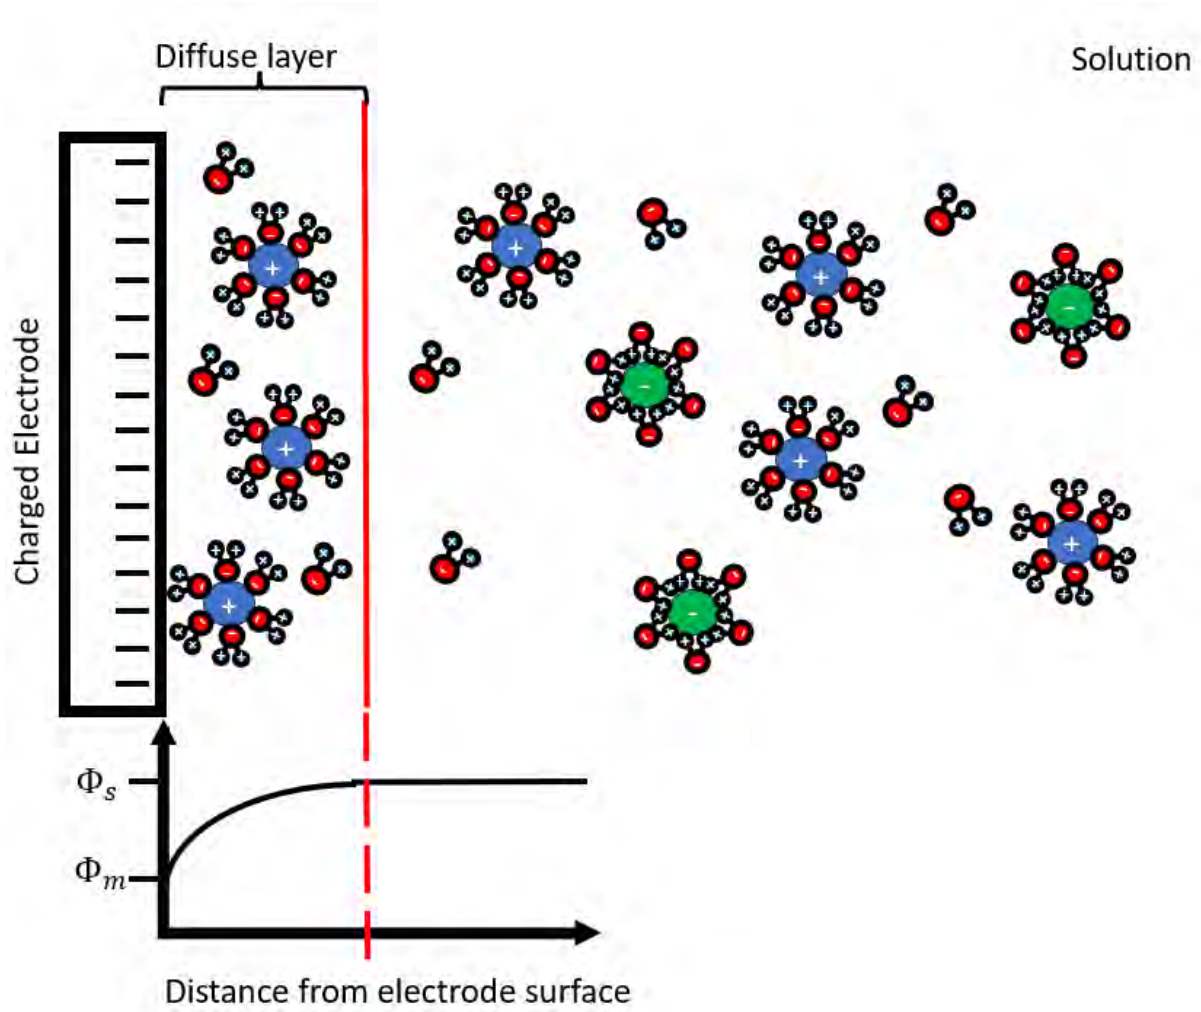 Diffuse layer
Solution
Charged Electrode
Φs
Φm
Distance from electrode surface